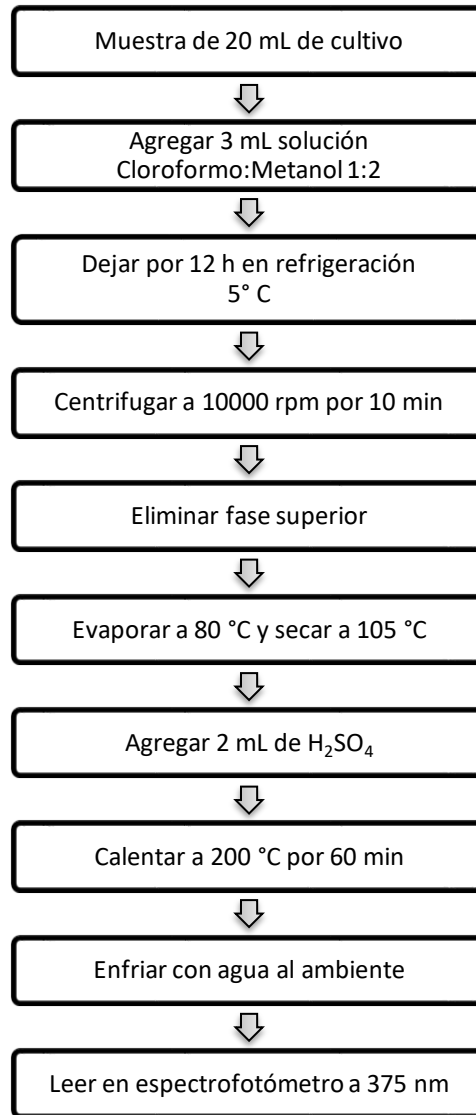 Muestra de 20 mL de cultivo
Agregar 3 mL solución
Cloroformo:Metanol 1:2
Dejar por 12 h en refrigeración
5° C
Centrifugar a 10000 rpm por 10 min
Eliminar fase superior
Evaporar a 80 °C y secar a 105 °C
Agregar 2 mL de H₂SO₄
Calentar a 200 °C por 60 min
Enfriar con agua al ambiente
Leer en espectrofotómetro a 375 nm